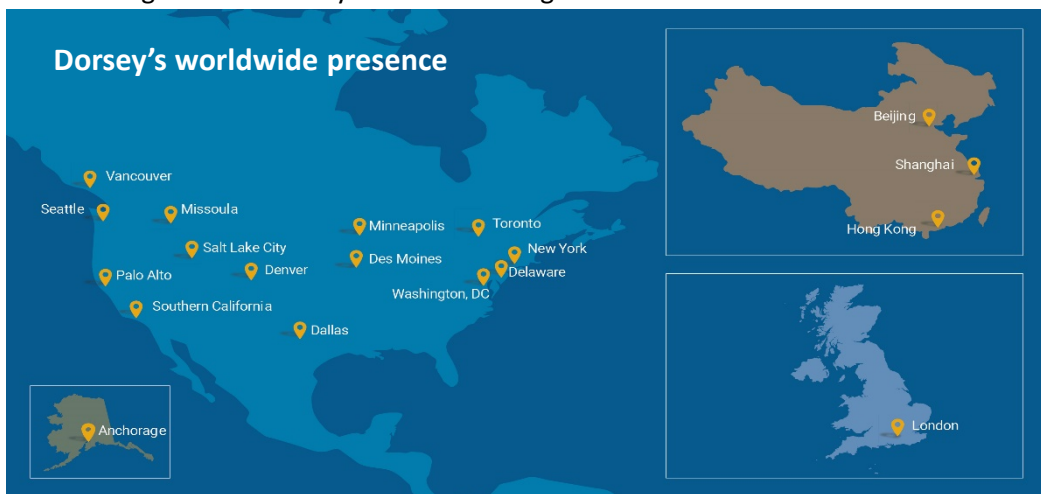 Dorsey’s worldwide presence
Vancouver
Seattle
Missoula
Minneapolis
Toronto
Salt Lake City
New York
Des Moines
Denver
Delaware
Palo Alto
Washington, DC
Southern California
Dallas
Anchorage
Beijing
Shanghai
Hong Kong
London